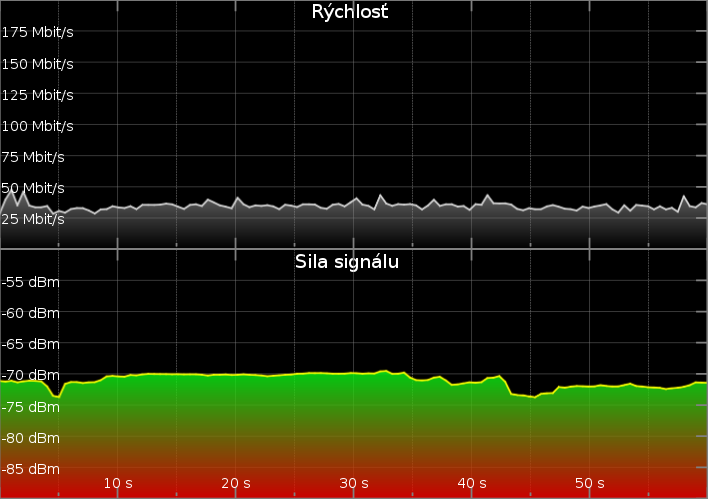 Rýchlosť
175 Mbit/s
150 Mbit/s
125 Mbit/s
100 Mbit/s
75 Mbit/s
50 Mbit/s
25 Mbit/s
Sila signálu
-55 dBm
-60 dBm
-65 dBm
-70 dBm
-75 dBm
-80 dBm
-85 dBm
10 s 20 s 30 s 40 s 50 s